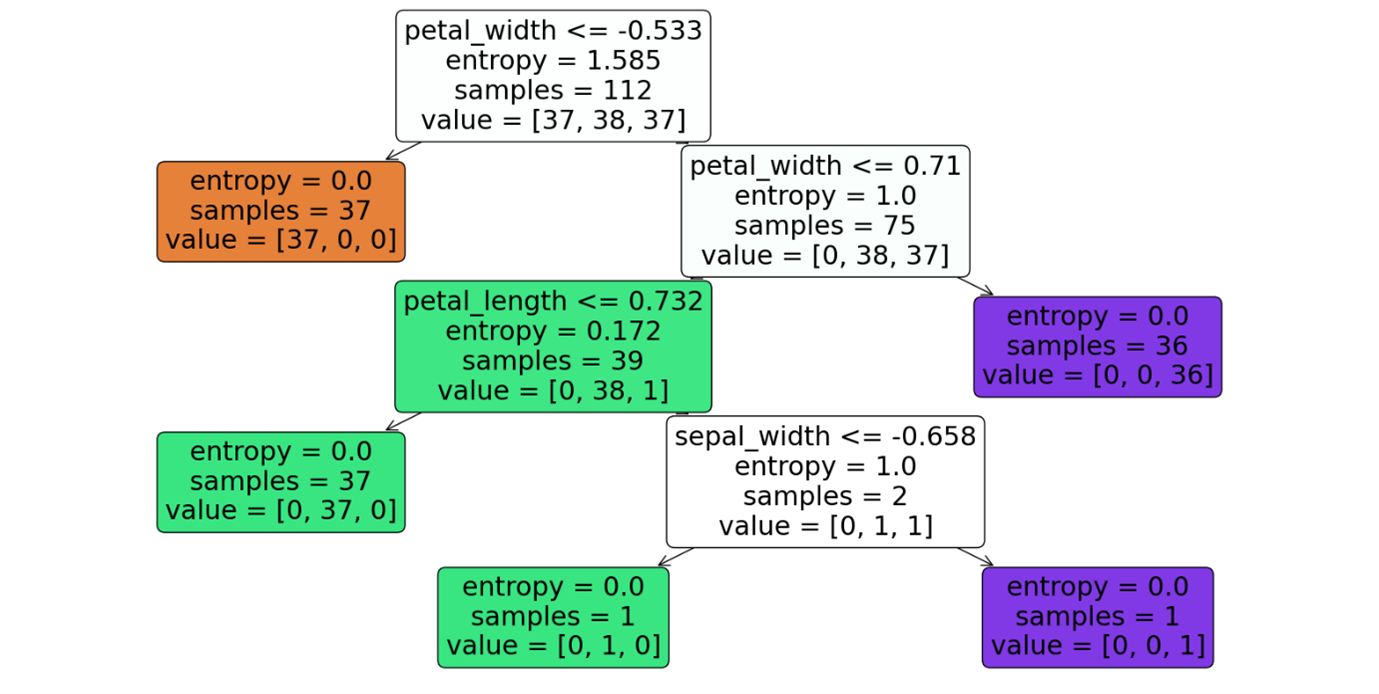 petal_width <= -0.533
entropy = 1.585
samples = 112
value = [37, 38, 37]
entropy = 0.0
samples = 37
value = [37, 0, 0]
petal_width <= 0.71
entropy = 1.0
samples = 75
value = [0, 38, 37]
petal_length <= 0.732
entropy = 0.172
samples = 39
value = [0, 38, 1]
entropy = 0.0
samples = 36
value = [0, 0, 36]
entropy = 0.0
samples = 37
value = [0, 37, 0]
sepal_width <= -0.658
entropy = 1.0
samples = 2
value = [0, 1, 1]
entropy = 0.0
samples = 1
value = [0, 1, 0]
entropy = 0.0
samples = 1
value = [0, 0, 1]